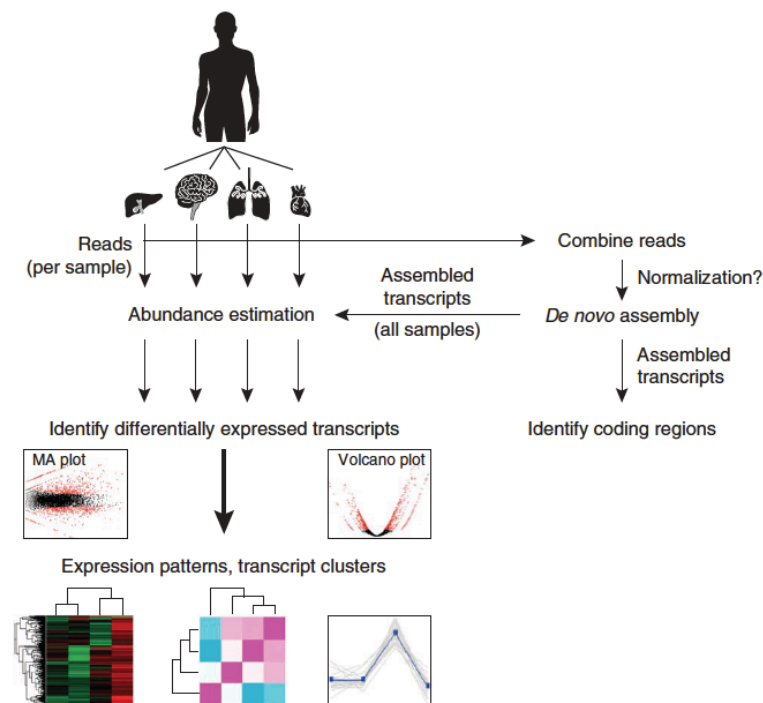 Reads
(per sample)
Combine reads
Normalization?
Assembled
transcripts
(all samples)
Abundance estimation
De novo assembly
Assembled
transcripts
Identify differentially expressed transcripts
Identify coding regions
MA plot
Volcano plot
Expression patterns, transcript clusters